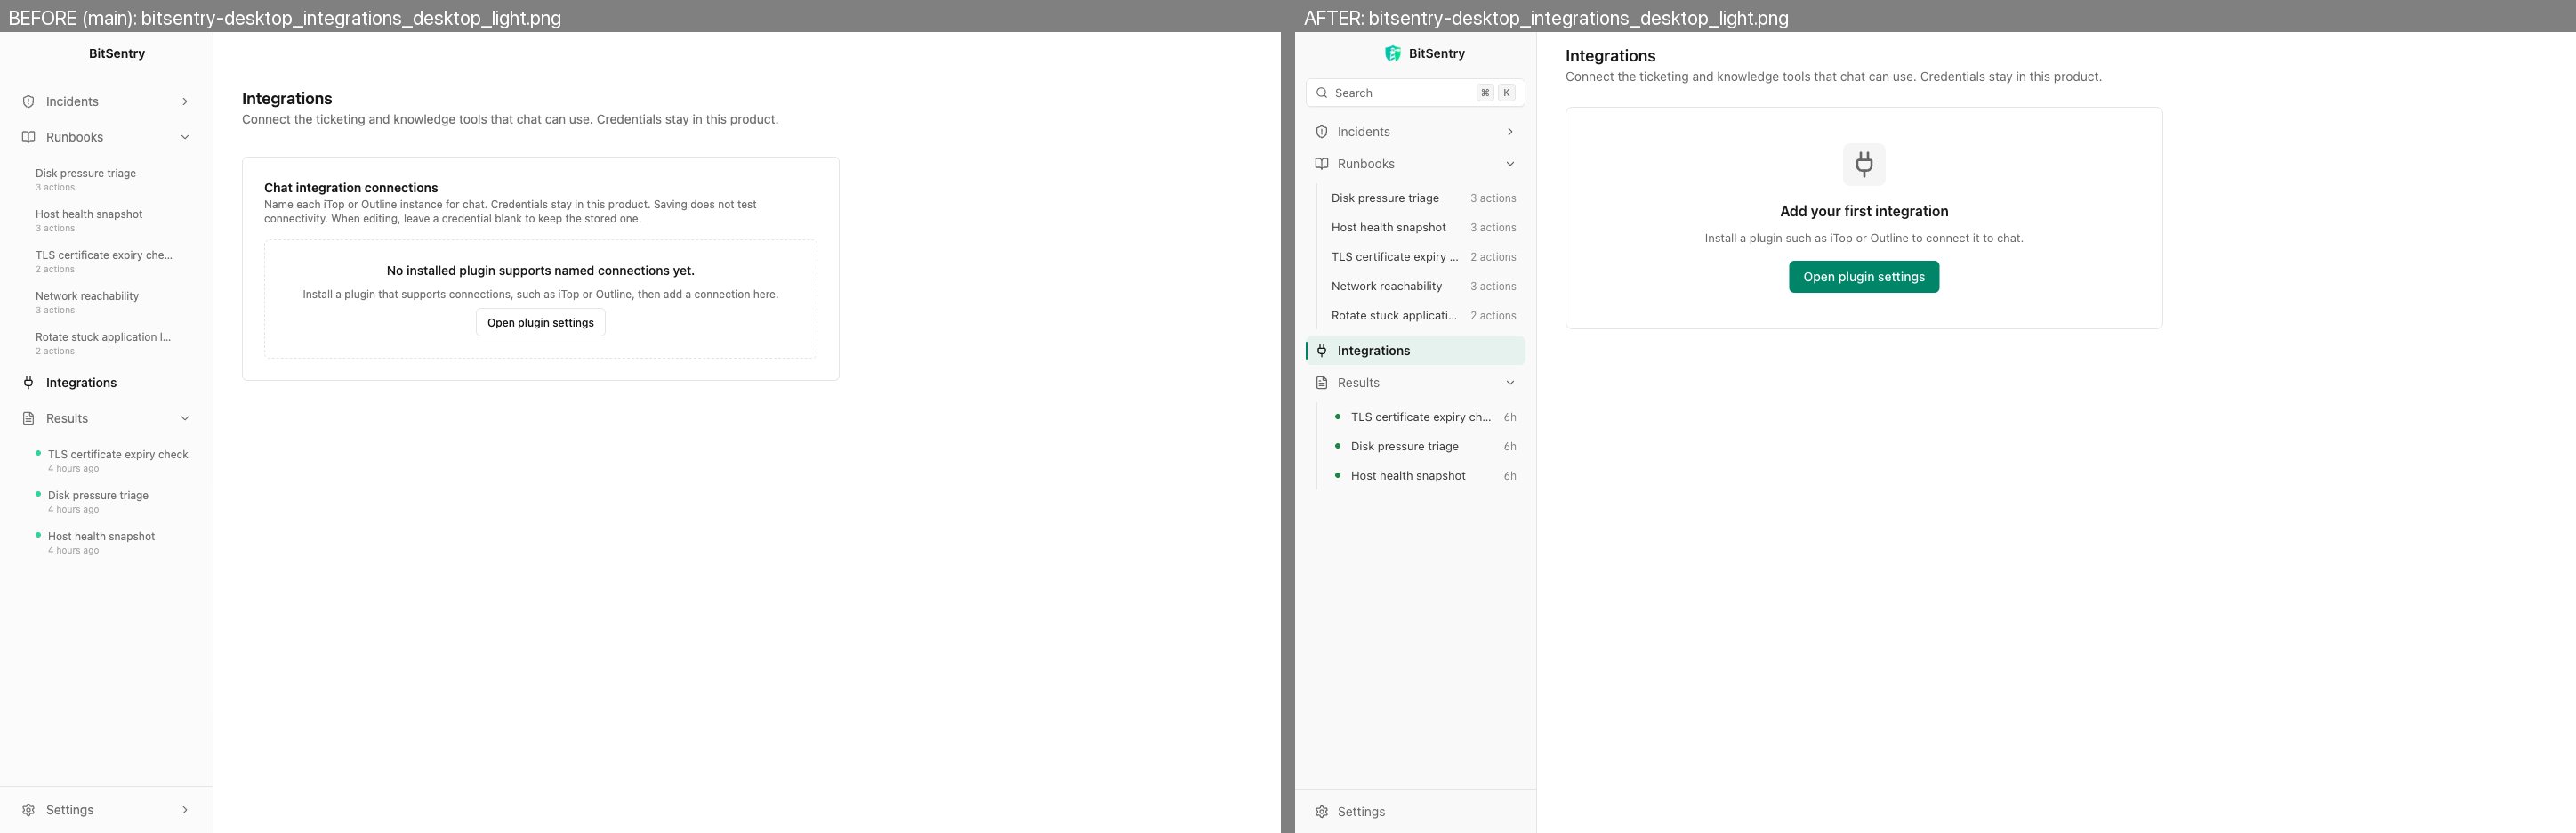 BEFORE (main): bitsentry-desktop_integrations_desktop_light.png
BitSentry
Incidents
Runbooks
Disk pressure triage
3 actions
Host health snapshot
3 actions
TLS certificate expiry che...
2 actions
Network reachability
3 actions
Rotate stuck application l...
2 actions
Integrations
Results
TLS certificate expiry check
4 hours ago
Disk pressure triage
4 hours ago
Host health snapshot
4 hours ago
Settings
Integrations
Connect the ticketing and knowledge tools that chat can use. Credentials stay in this product.
Chat integration connections
Name each iTop or Outline instance for chat. Credentials stay in this product. Saving does not test
connectivity. When editing, leave a credential blank to keep the stored one.
No installed plugin supports named connections yet.
Install a plugin that supports connections, such as iTop or Outline, then add a connection here.
Open plugin settings
AFTER: bitsentry-desktop_integrations_desktop_light.png
BitSentry
Search ⌘ K
Incidents
Runbooks
Disk pressure triage 3 actions
Host health snapshot 3 actions
TLS certificate expiry ... 2 actions
Network reachability 3 actions
Rotate stuck applicati... 2 actions
Integrations
Results
TLS certificate expiry ch... 6h
Disk pressure triage 6h
Host health snapshot 6h
Settings
Integrations
Connect the ticketing and knowledge tools that chat can use. Credentials stay in this product.
Add your first integration
Install a plugin such as iTop or Outline to connect it to chat.
Open plugin settings